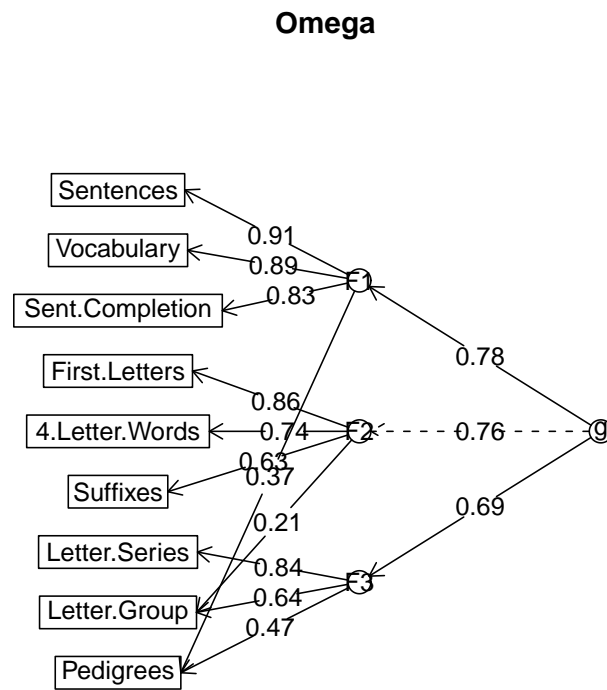 Omega
Sentences
Vocabulary
Sent.Completion
First.Letters
4.Letter.Words
Suffixes
Letter.Series
Letter.Group
Pedigrees
0.91
0.89
0.83
0.86
0.74
0.63
0.37
0.21
0.84
0.64
0.47
F1
F2
F3
0.78
0.76
0.69
g